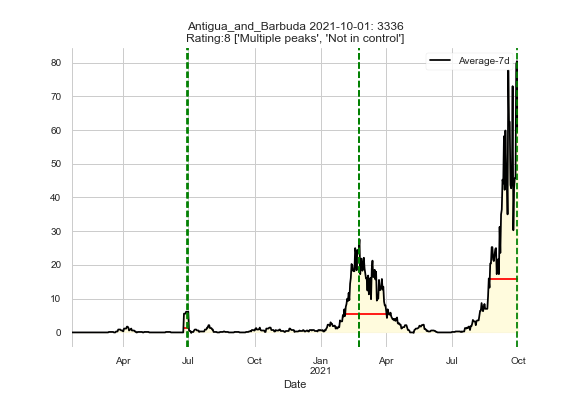 Antigua_and_Barbuda 2021-10-01: 3336
Rating:8 ['Multiple peaks', 'Not in control']
Average-7d
80
70
60
50
40
30
20
10
0
Apr Jul Oct Jan Apr Jul Oct
2021
Date